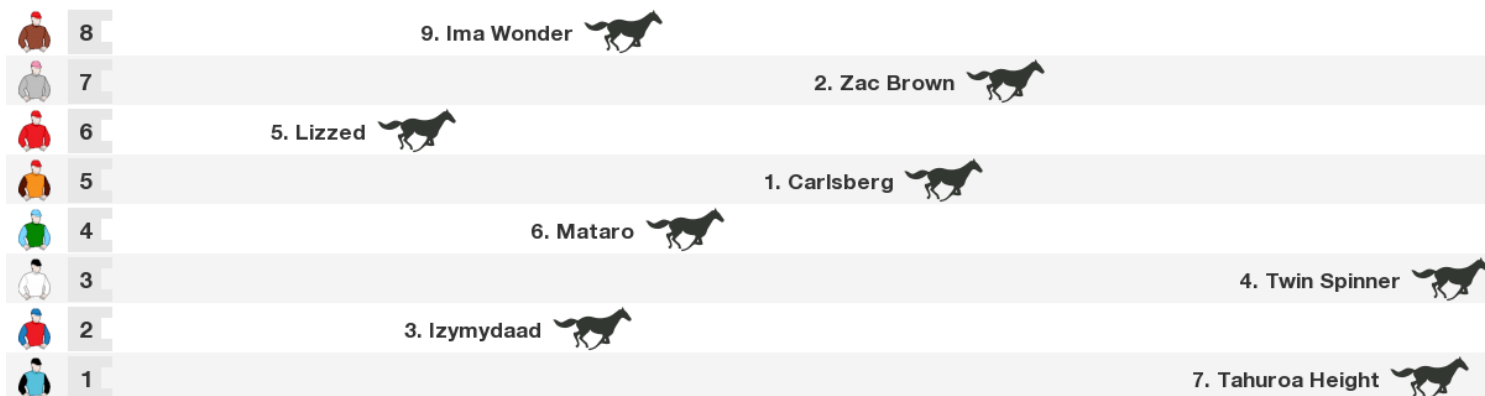 8 9. Ima Wonder
7 2. Zac Brown
6 5. Lizzed
5 1. Carlsberg
4 6. Mataro
3 4. Twin Spinner
2 3. Izymydaad
1 7. Tahuroa Height